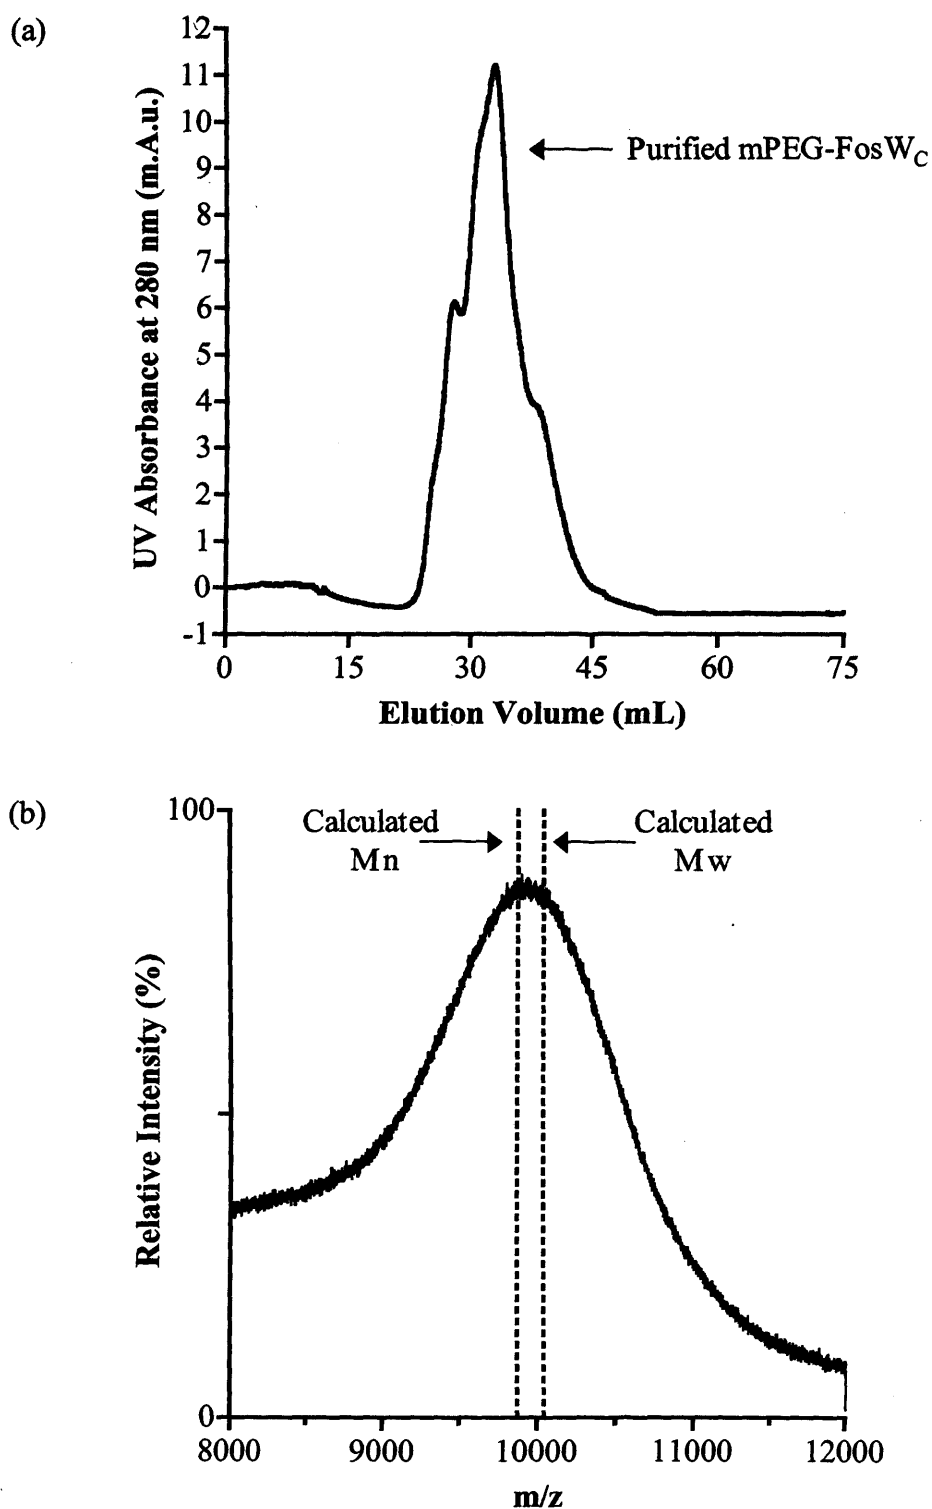 (a)
12
11
10
9
8
7
6
5
4
3
2
1
0
-1
UV Absorbance at 280 nm (m.A.u.)
Purified mPEG-FosWC
0 15 30 45 60 75
Elution Volume (mL)
(b)
100
0
Relative Intensity (%)
Calculated
Mn
Calculated
Mw
8000 9000 10000 11000 12000
m/z